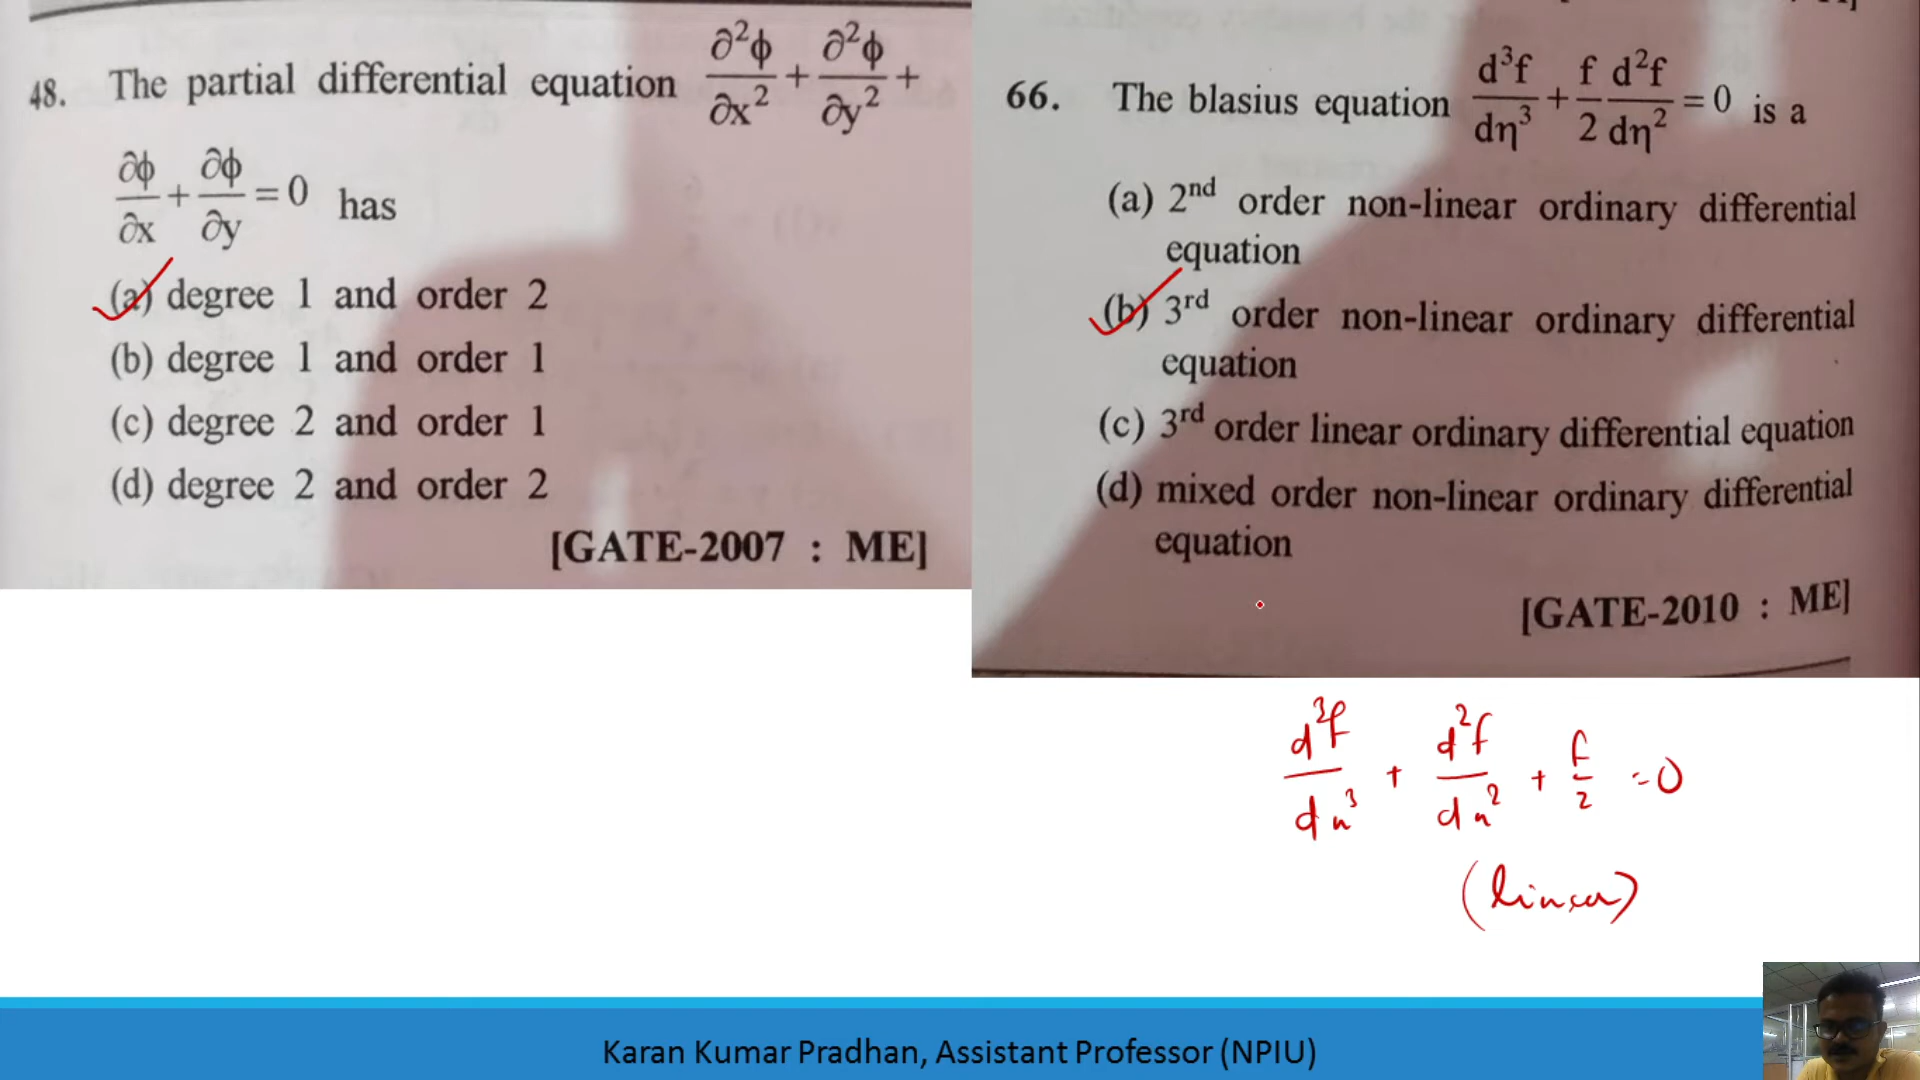 48. The partial differential equation ∂²ϕ/∂x² + ∂²ϕ/∂y² +
∂ϕ/∂x + ∂ϕ/∂y = 0 has
(a) degree 1 and order 2
(b) degree 1 and order 1
(c) degree 2 and order 1
(d) degree 2 and order 2
[GATE-2007 : ME]
66. The blasius equation d³f/dη³ + f/2 d²f/dη² = 0 is a
(a) 2nd order non-linear ordinary differential
equation
(b) 3rd order non-linear ordinary differential
equation
(c) 3rd order linear ordinary differential equation
(d) mixed order non-linear ordinary differential
equation
[GATE-2010 : ME]
d³f/dn³ + d²f/dn² + f/2 = 0
(linear)
Karan Kumar Pradhan, Assistant Professor (NPIU)